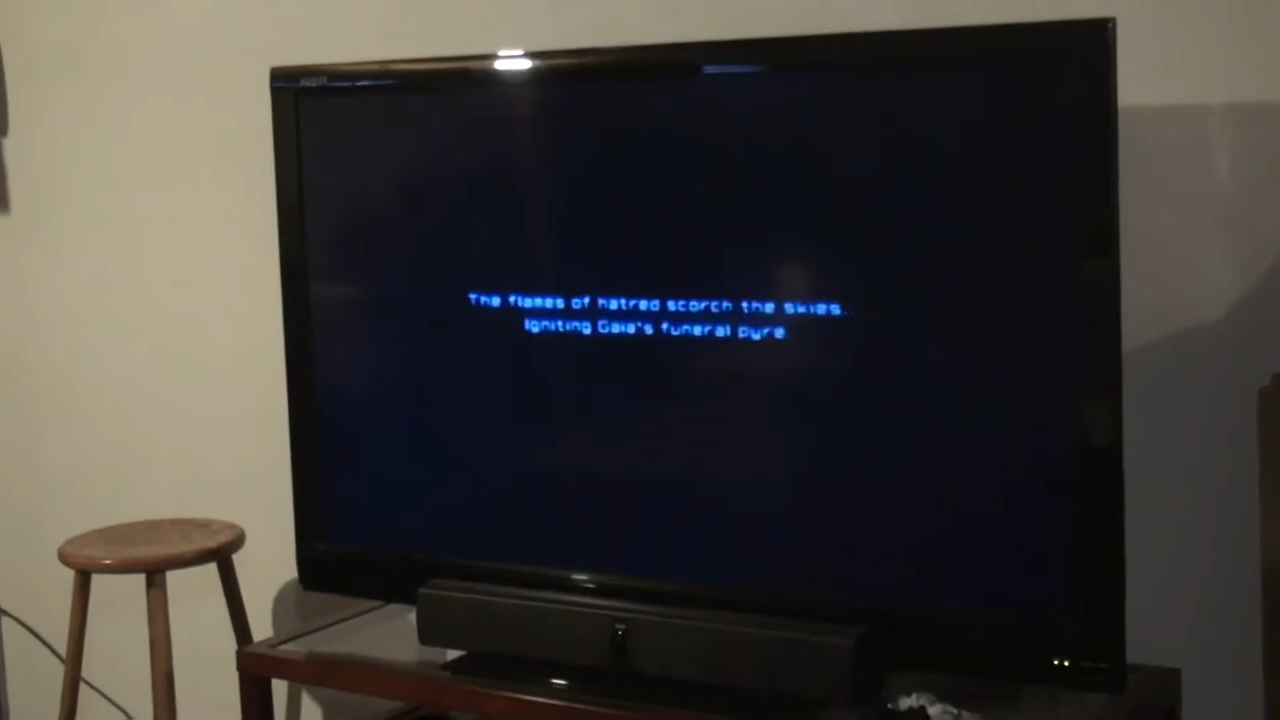 The flames of hatred scorch the skies..
Igniting Gaia's funeral pyre.